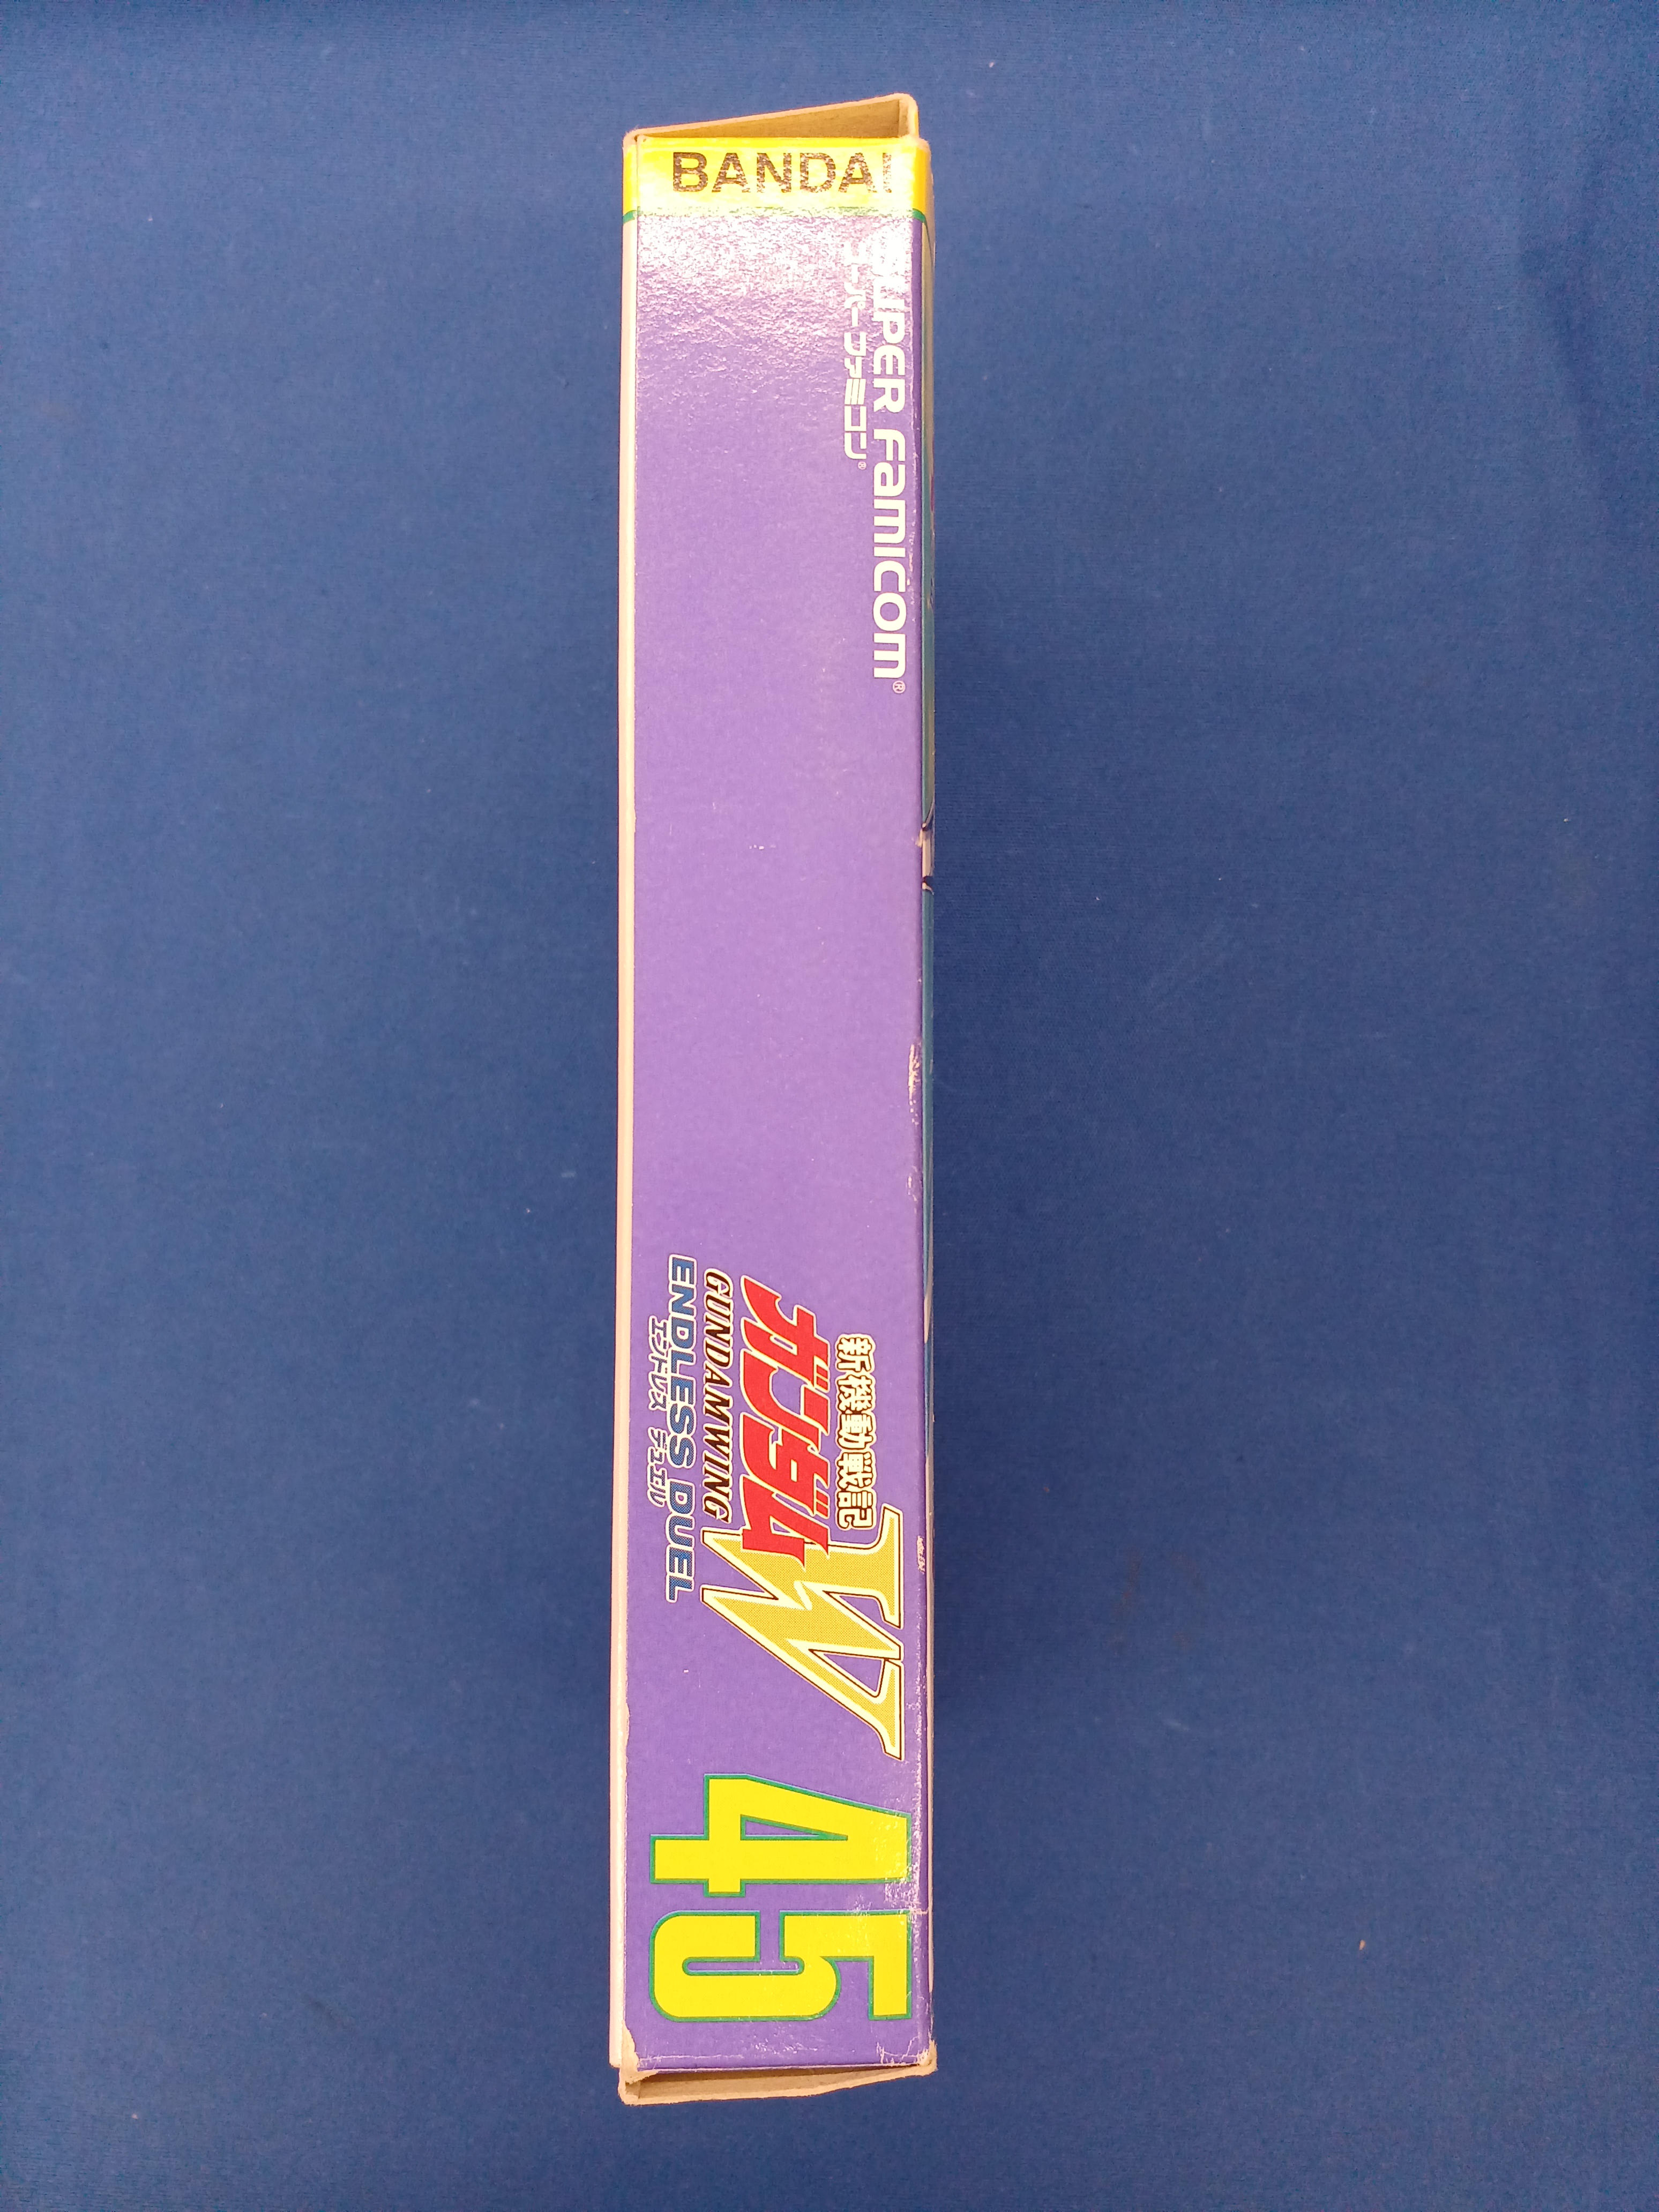 BANDAI
SUPER FAMICOM®
スーパーファミコン®
新機動戦記
ガンダムW
GUNDAMWING
ENDLESS DUEL
エンドレス デュエル
45